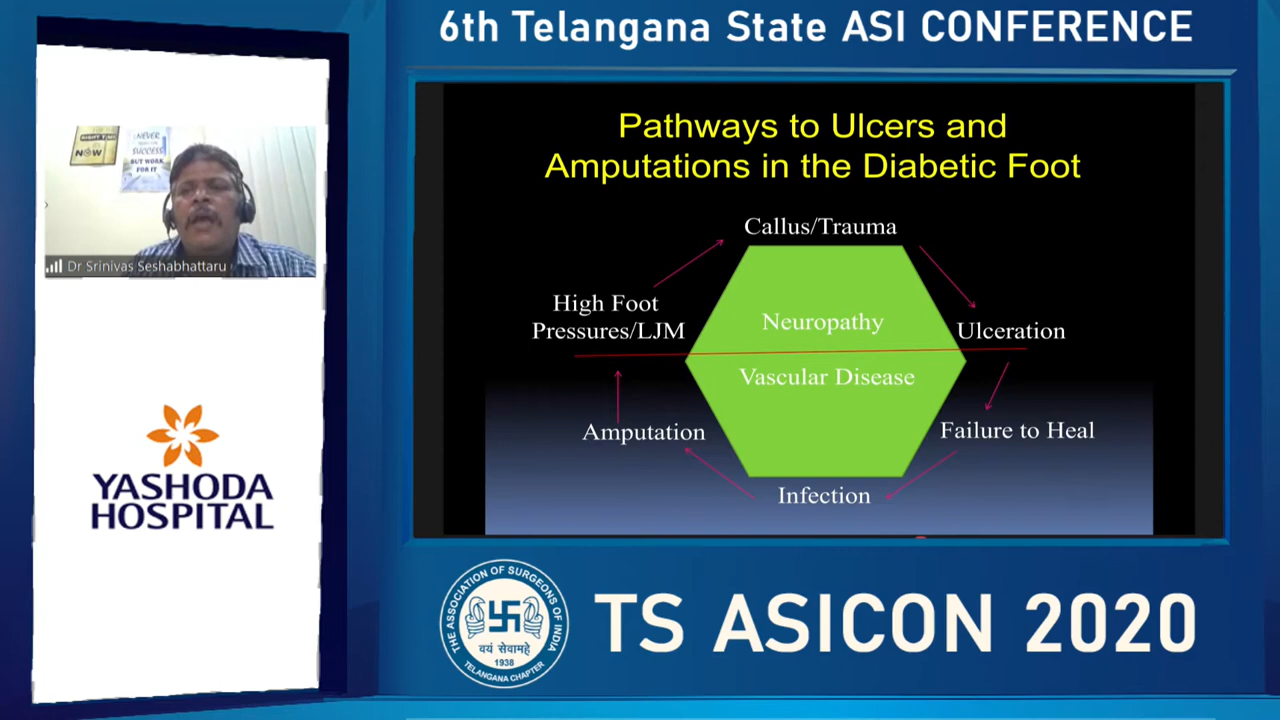 6th Telangana State ASI CONFERENCE
RIGHT TIME
NOW
NEVER
SUCCESS
BUT WORK
FOR IT
Dr Srinivas Seshabhattaru
YASHODA
HOSPITAL
Pathways to Ulcers and
Amputations in the Diabetic Foot
Callus/Trauma
High Foot
Pressures/LJM
Neuropathy
Ulceration
Vascular Disease
Amputation
Failure to Heal
Infection
THE ASSOCIATION OF SURGEONS OF INDIA
वयं सेवामहे
1938
TELANGANA CHAPTER
TS ASICON 2020